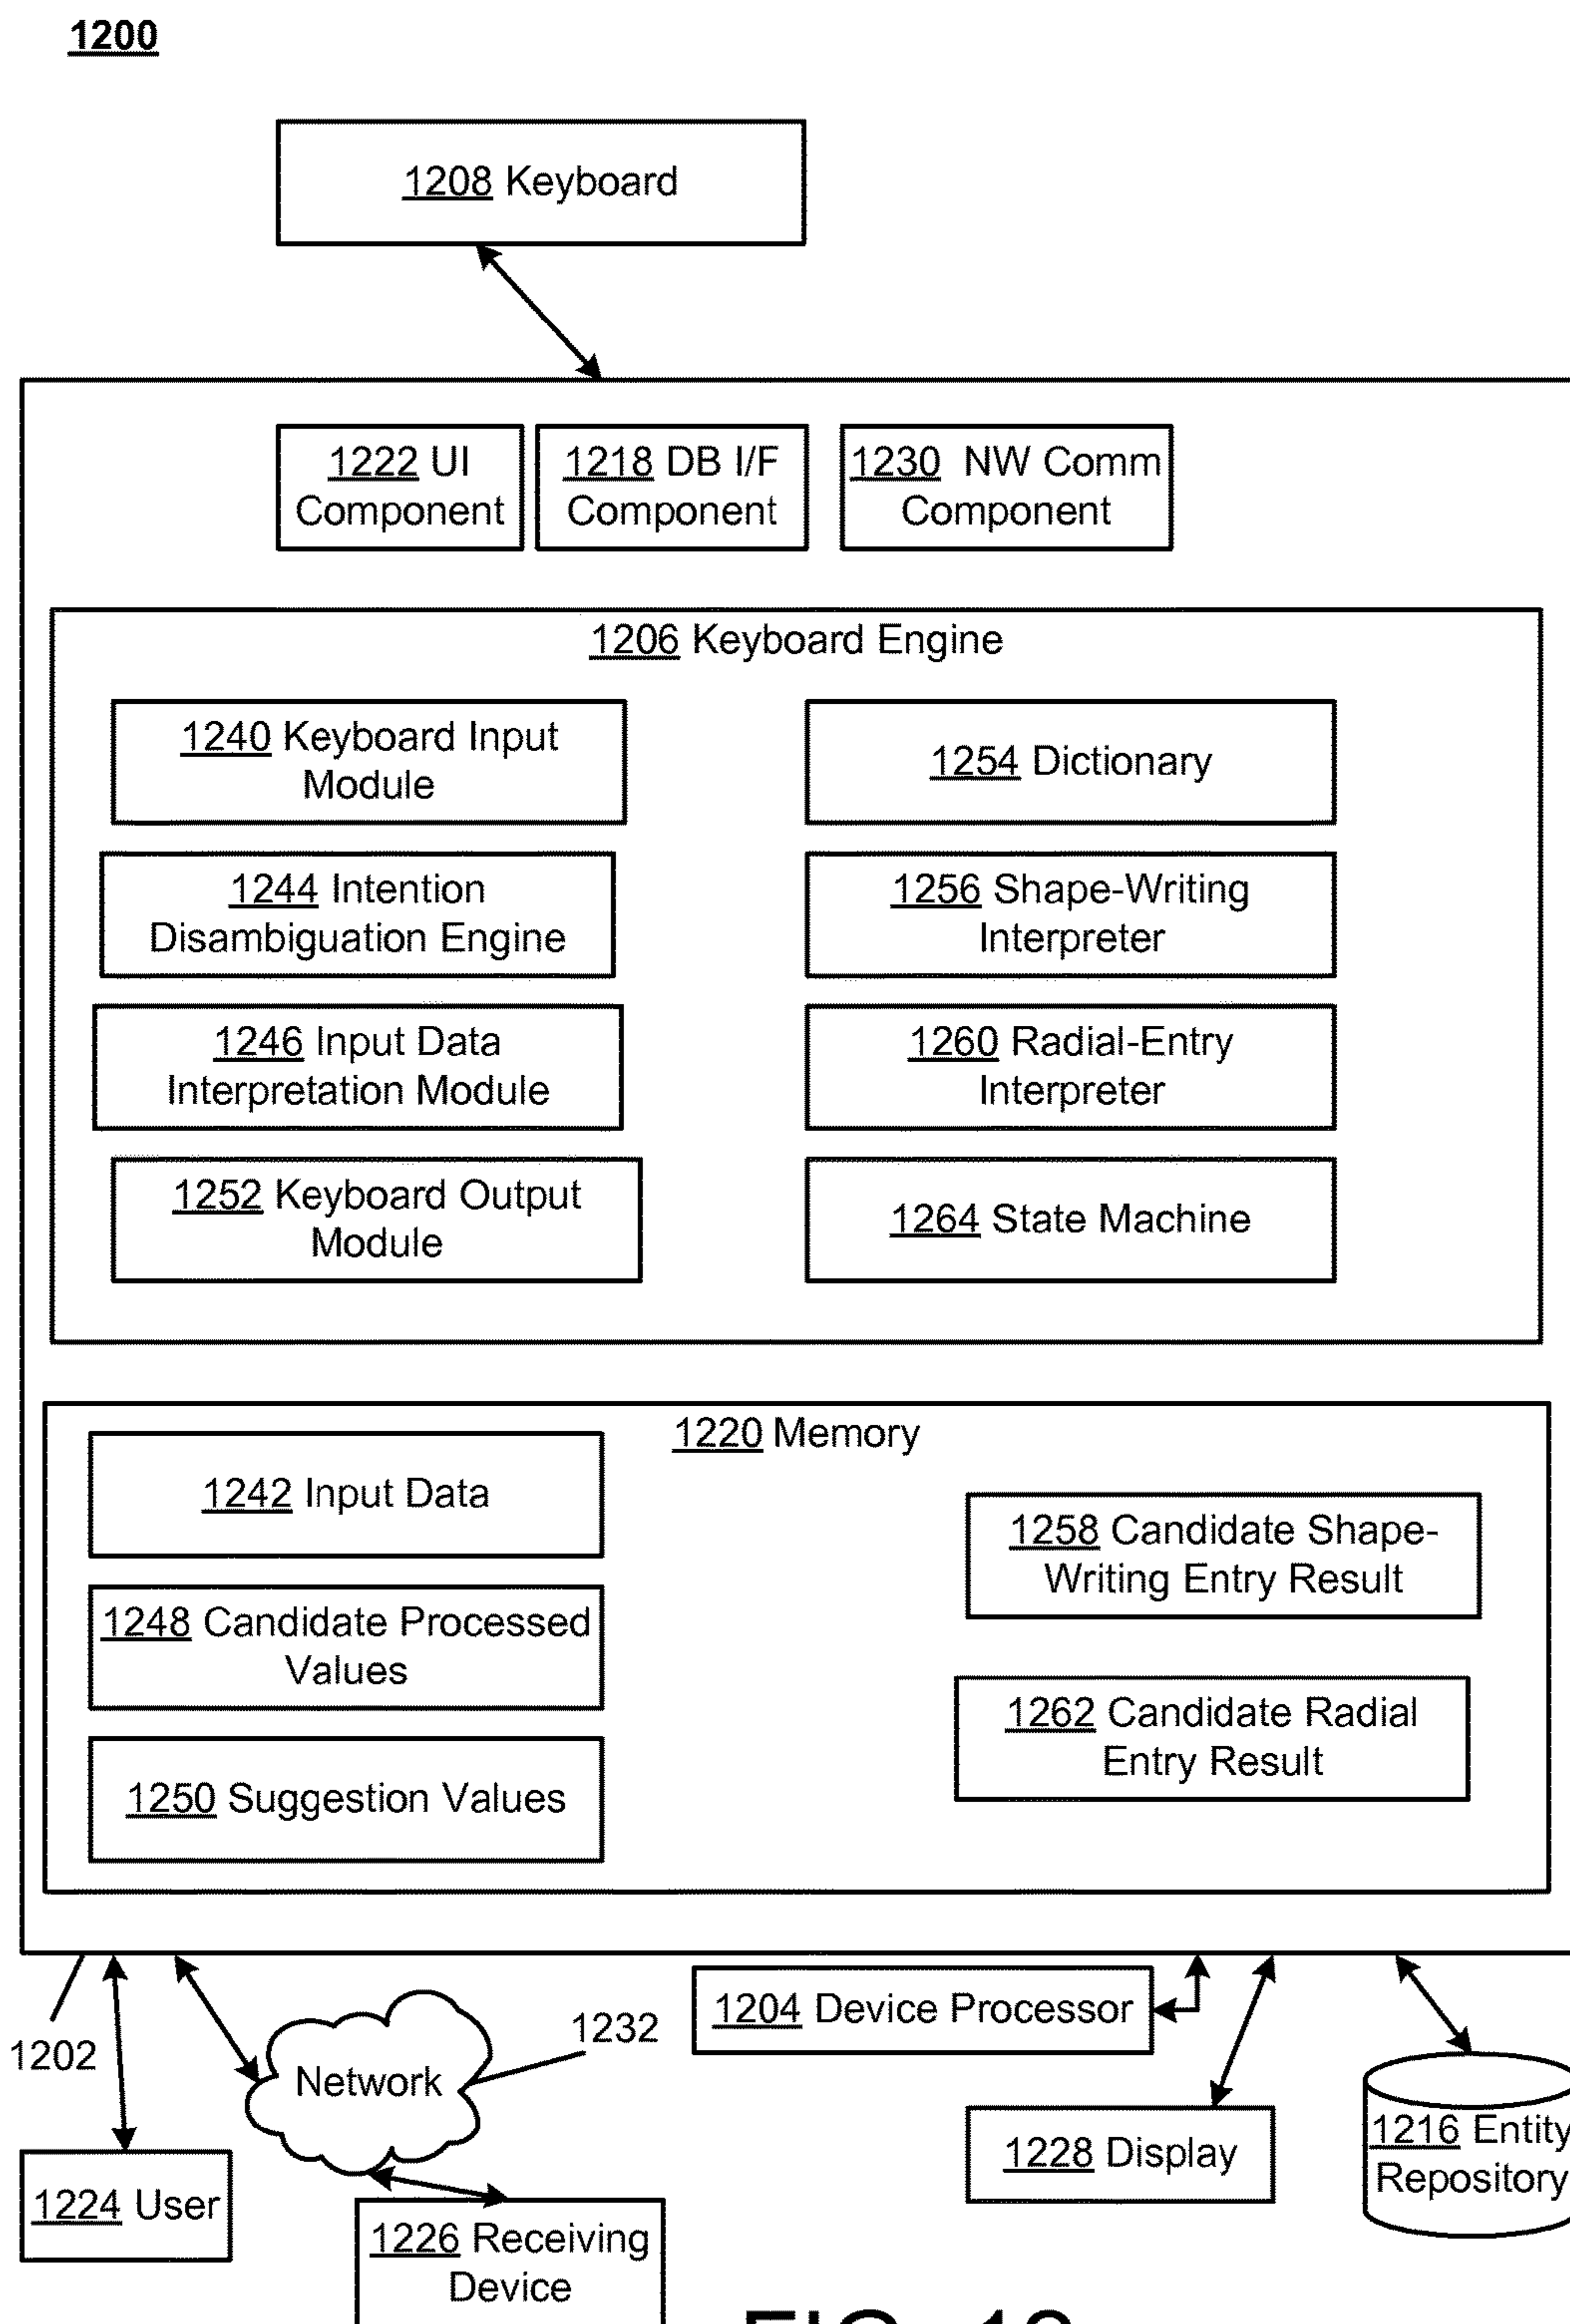 1200
1208 Keyboard
1222 UI
Component
1218 DB I/F
Component
1230 NW Comm
Component
1206 Keyboard Engine
1240 Keyboard Input
Module
1254 Dictionary
1244 Intention
Disambiguation Engine
1256 Shape-Writing
Interpreter
1246 Input Data
Interpretation Module
1260 Radial-Entry
Interpreter
1252 Keyboard Output
Module
1264 State Machine
1220 Memory
1242 Input Data
1258 Candidate Shape-
Writing Entry Result
1248 Candidate Processed
Values
1262 Candidate Radial
Entry Result
1250 Suggestion Values
1204 Device Processor
1202
1232
Network
1228 Display
1216 Entity
Repository
1224 User
1226 Receiving
Device